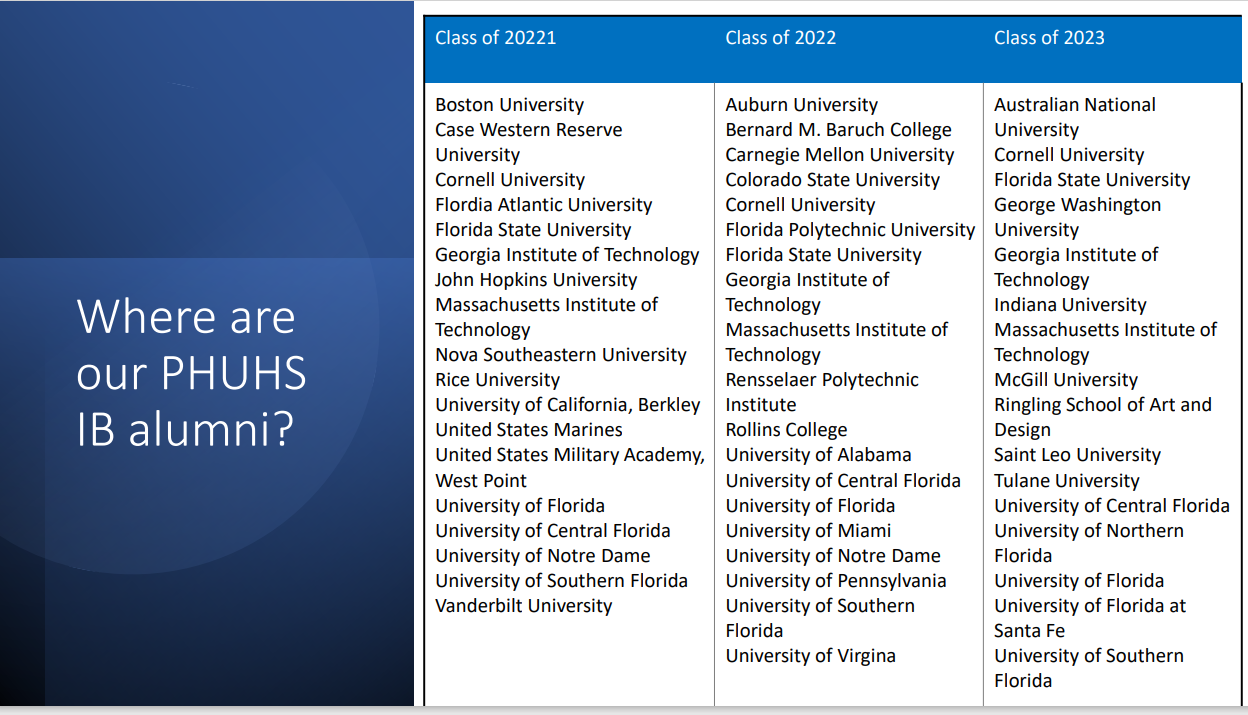 Where are
our PHUHS
IB alumni?
Class of 20221
Boston University
Case Western Reserve
University
Cornell University
Flordia Atlantic University
Florida State University
Georgia Institute of Technology
John Hopkins University
Massachusetts Institute of
Technology
Nova Southeastern University
Rice University
University of California, Berkley
United States Marines
United States Military Academy,
West Point
University of Florida
University of Central Florida
University of Notre Dame
University of Southern Florida
Vanderbilt University
Class of 2022
Auburn University
Bernard M. Baruch College
Carnegie Mellon University
Colorado State University
Cornell University
Florida Polytechnic University
Florida State University
Georgia Institute of
Technology
Massachusetts Institute of
Technology
Rensselaer Polytechnic
Institute
Rollins College
University of Alabama
University of Central Florida
University of Florida
University of Miami
University of Notre Dame
University of Pennsylvania
University of Southern
Florida
University of Virgina
Class of 2023
Australian National
University
Cornell University
Florida State University
George Washington
University
Georgia Institute of
Technology
Indiana University
Massachusetts Institute of
Technology
McGill University
Ringling School of Art and
Design
Saint Leo University
Tulane University
University of Central Florida
University of Northern
Florida
University of Florida
University of Florida at
Santa Fe
University of Southern
Florida